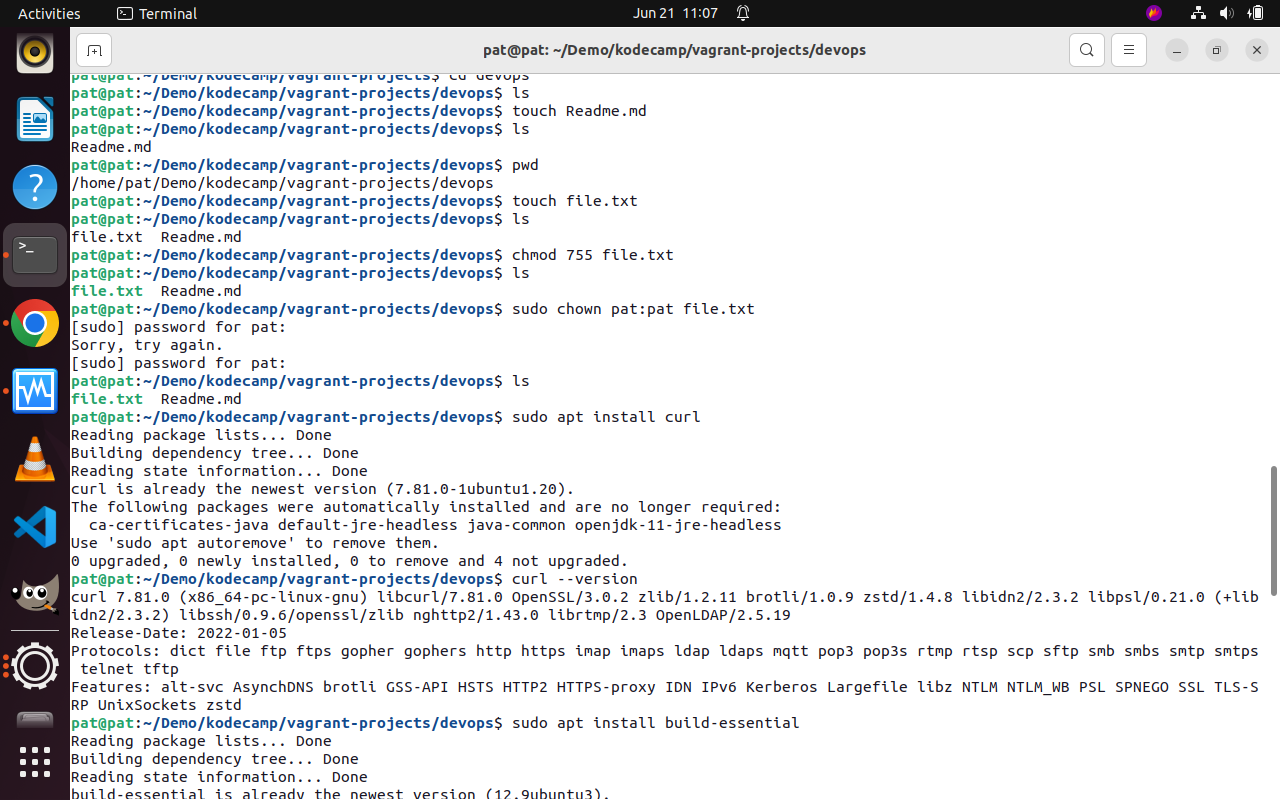 Activities Terminal Jun 21 11:07
pat@pat: ~/Demo/kodecamp/vagrant-projects/devops
pat@pat:~/Demo/kodecamp/vagrant-projects$ cd devops
pat@pat:~/Demo/kodecamp/vagrant-projects/devops$ ls
pat@pat:~/Demo/kodecamp/vagrant-projects/devops$ touch Readme.md
pat@pat:~/Demo/kodecamp/vagrant-projects/devops$ ls
Readme.md
pat@pat:~/Demo/kodecamp/vagrant-projects/devops$ pwd
/home/pat/Demo/kodecamp/vagrant-projects/devops
pat@pat:~/Demo/kodecamp/vagrant-projects/devops$ touch file.txt
pat@pat:~/Demo/kodecamp/vagrant-projects/devops$ ls
file.txt  Readme.md
pat@pat:~/Demo/kodecamp/vagrant-projects/devops$ chmod 755 file.txt
pat@pat:~/Demo/kodecamp/vagrant-projects/devops$ ls
file.txt  Readme.md
pat@pat:~/Demo/kodecamp/vagrant-projects/devops$ sudo chown pat:pat file.txt
[sudo] password for pat:
Sorry, try again.
[sudo] password for pat:
pat@pat:~/Demo/kodecamp/vagrant-projects/devops$ ls
file.txt  Readme.md
pat@pat:~/Demo/kodecamp/vagrant-projects/devops$ sudo apt install curl
Reading package lists... Done
Building dependency tree... Done
Reading state information... Done
curl is already the newest version (7.81.0-1ubuntu1.20).
The following packages were automatically installed and are no longer required:
  ca-certificates-java default-jre-headless java-common openjdk-11-jre-headless
Use 'sudo apt autoremove' to remove them.
0 upgraded, 0 newly installed, 0 to remove and 4 not upgraded.
pat@pat:~/Demo/kodecamp/vagrant-projects/devops$ curl --version
curl 7.81.0 (x86_64-pc-linux-gnu) libcurl/7.81.0 OpenSSL/3.0.2 zlib/1.2.11 brotli/1.0.9 zstd/1.4.8 libidn2/2.3.2 libpsl/0.21.0 (+lib
idn2/2.3.2) libssh/0.9.6/openssl/zlib nghttp2/1.43.0 librtmp/2.3 OpenLDAP/2.5.19
Release-Date: 2022-01-05
Protocols: dict file ftp ftps gopher gophers http https imap imaps ldap ldaps mqtt pop3 pop3s rtmp rtsp scp sftp smb smbs smtp smtps
 telnet tftp
Features: alt-svc AsynchDNS brotli GSS-API HSTS HTTP2 HTTPS-proxy IDN IPv6 Kerberos Largefile libz NTLM NTLM_WB PSL SPNEGO SSL TLS-S
RP UnixSockets zstd
pat@pat:~/Demo/kodecamp/vagrant-projects/devops$ sudo apt install build-essential
Reading package lists... Done
Building dependency tree... Done
Reading state information... Done
build-essential is already the newest version (12.9ubuntu3).